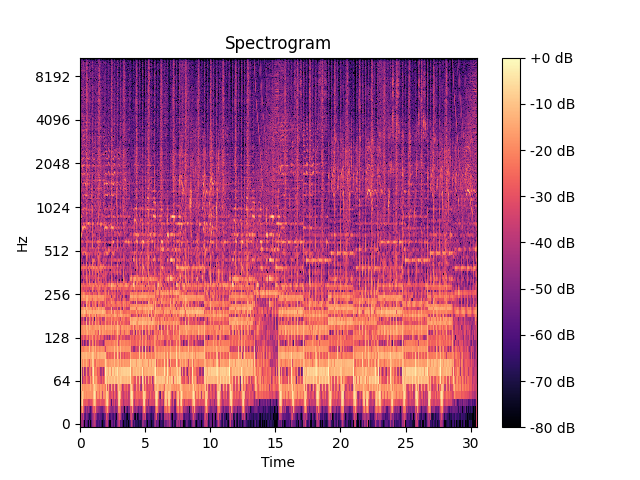 Spectrogram
8192
4096
2048
1024
512
256
128
64
0
Hz
0 5 10 15 20 25 30
Time
+0 dB
-10 dB
-20 dB
-30 dB
-40 dB
-50 dB
-60 dB
-70 dB
-80 dB